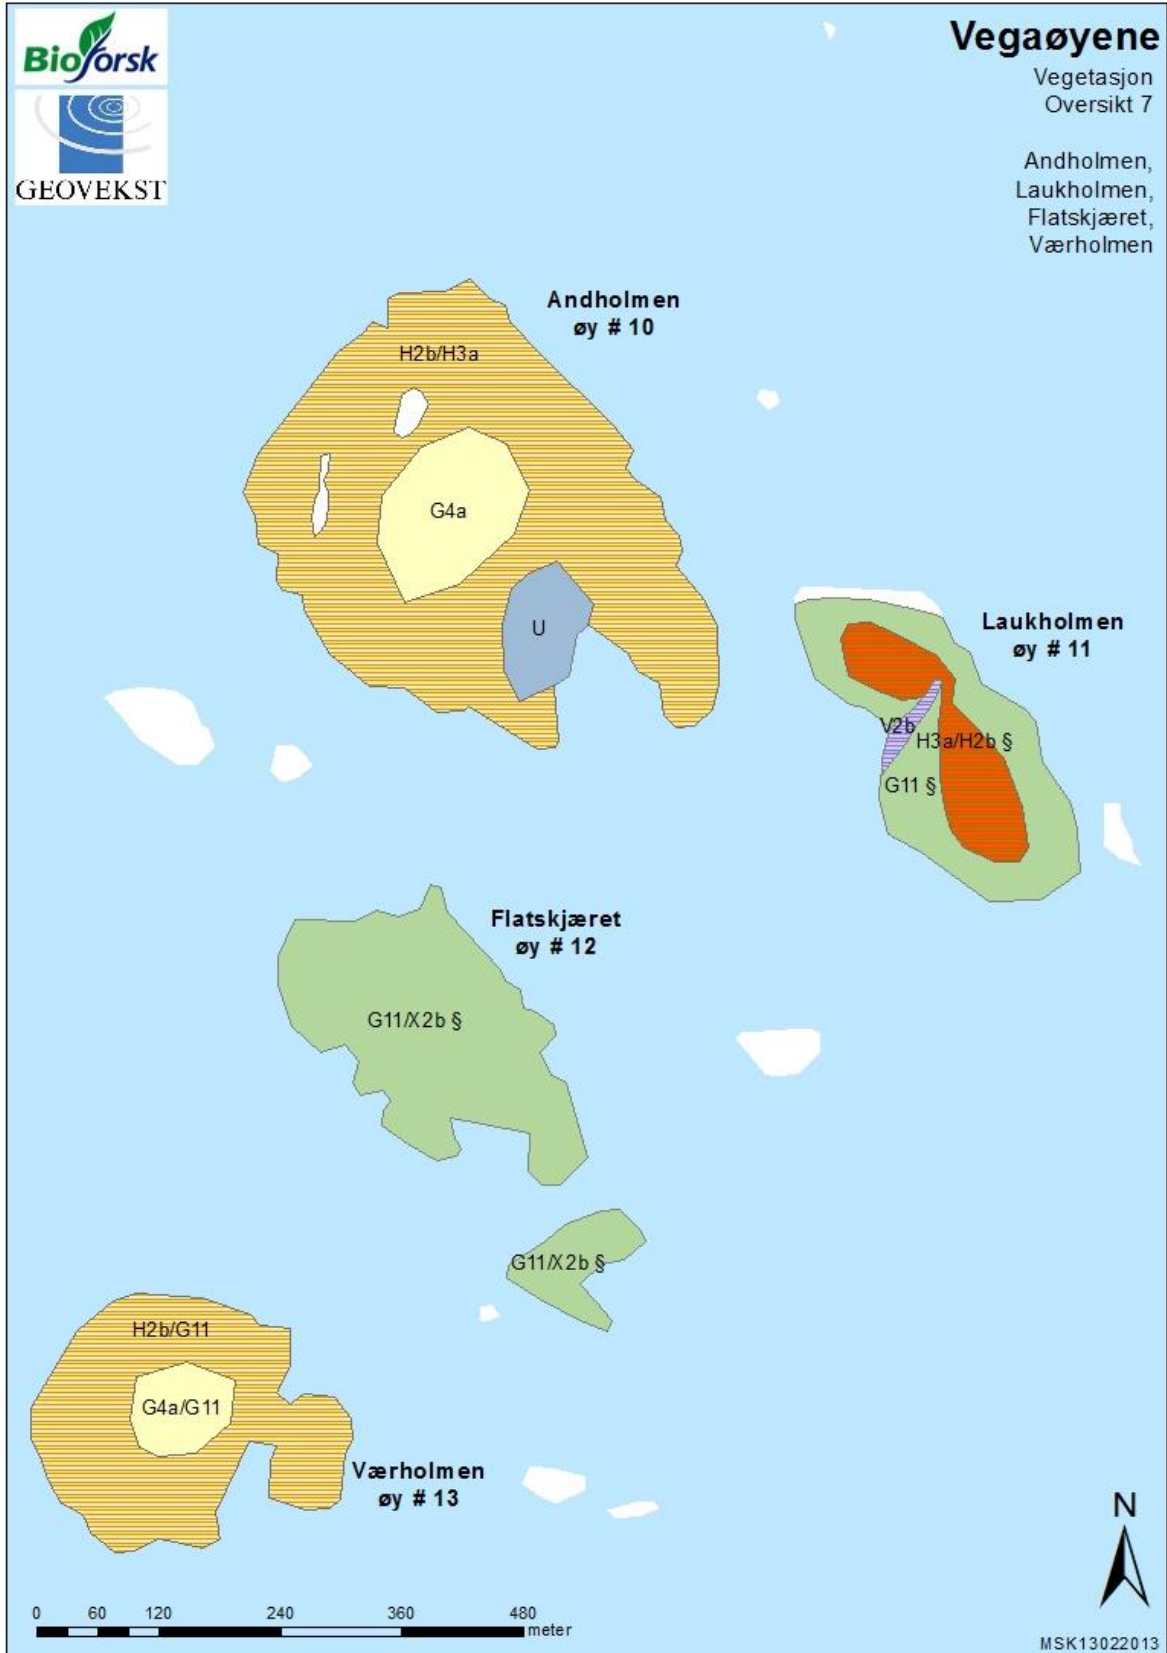 Bioforsk
GEOVEKST
Vegaøyene
Vegetasjon
Oversikt 7
Andholmen,
Laukholmen,
Flatskjæret,
Værholmen
Andholmen
øy # 10
H2b/H3a
G4a
U
Laukholmen
øy # 11
V2b
H3a/H2b §
G11 §
Flatskjæret
øy # 12
G11/X2b §
G11/X2b §
H2b/G11
G4a/G11
Værholmen
øy # 13
N
0 60 120 240 360 480
meter
MSK13022013